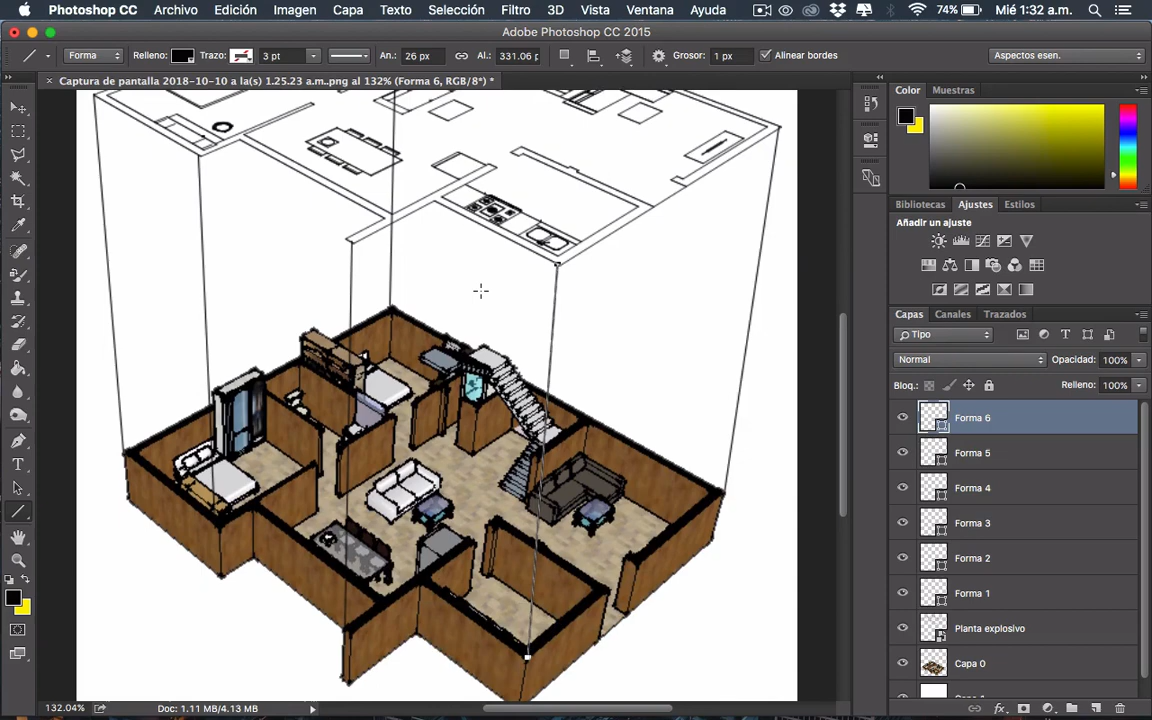 Photoshop CC Archivo Edición Imagen Capa Texto Selección Filtro 3D Vista Ventana Ayuda 74% Mié 1:32 a.m.
Adobe Photoshop CC 2015
Forma Relleno: Trazo: 3 pt An.: 26 px Al.: 331.06 p Grosor: 1 px Alinear bordes Aspectos esen.
Captura de pantalla 2018-10-10 a la(s) 1.25.23 a.m..png al 132% (Forma 6, RGB/8*) *
Color Muestras
Bibliotecas Ajustes Estilos
Añadir un ajuste
Capas Canales Trazados
Tipo
Normal Opacidad: 100%
Bloq.: Relleno: 100%
Forma 6
Forma 5
Forma 4
Forma 3
Forma 2
Forma 1
Planta explosivo
Capa 0
132.04% Doc: 1.11 MB/4.13 MB